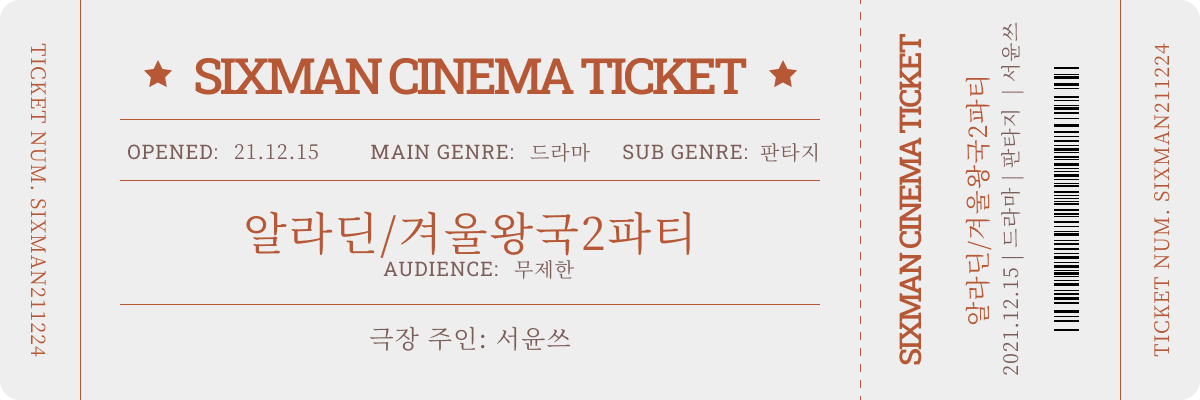 TICKET NUM. SIXMAN211224
★ SIXMAN CINEMA TICKET ★
OPENED: 21.12.15 MAIN GENRE: 드라마 SUB GENRE: 판타지
알라딘/겨울왕국2파티
AUDIENCE: 무제한
극장 주인: 서윤쓰
SIXMAN CINEMA TICKET
알라딘/겨울왕국2파티
2021.12.15 | 드라마 | 판타지 | 서윤쓰
TICKET NUM. SIXMAN211224